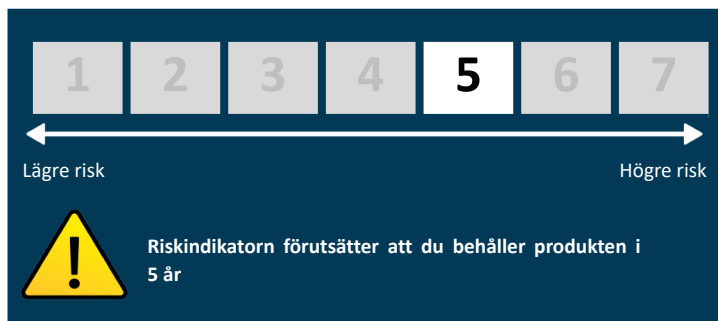 1 2 3 4 5 6 7
Lägre risk Högre risk
Riskindikatorn förutsätter att du behåller produkten i
5 år